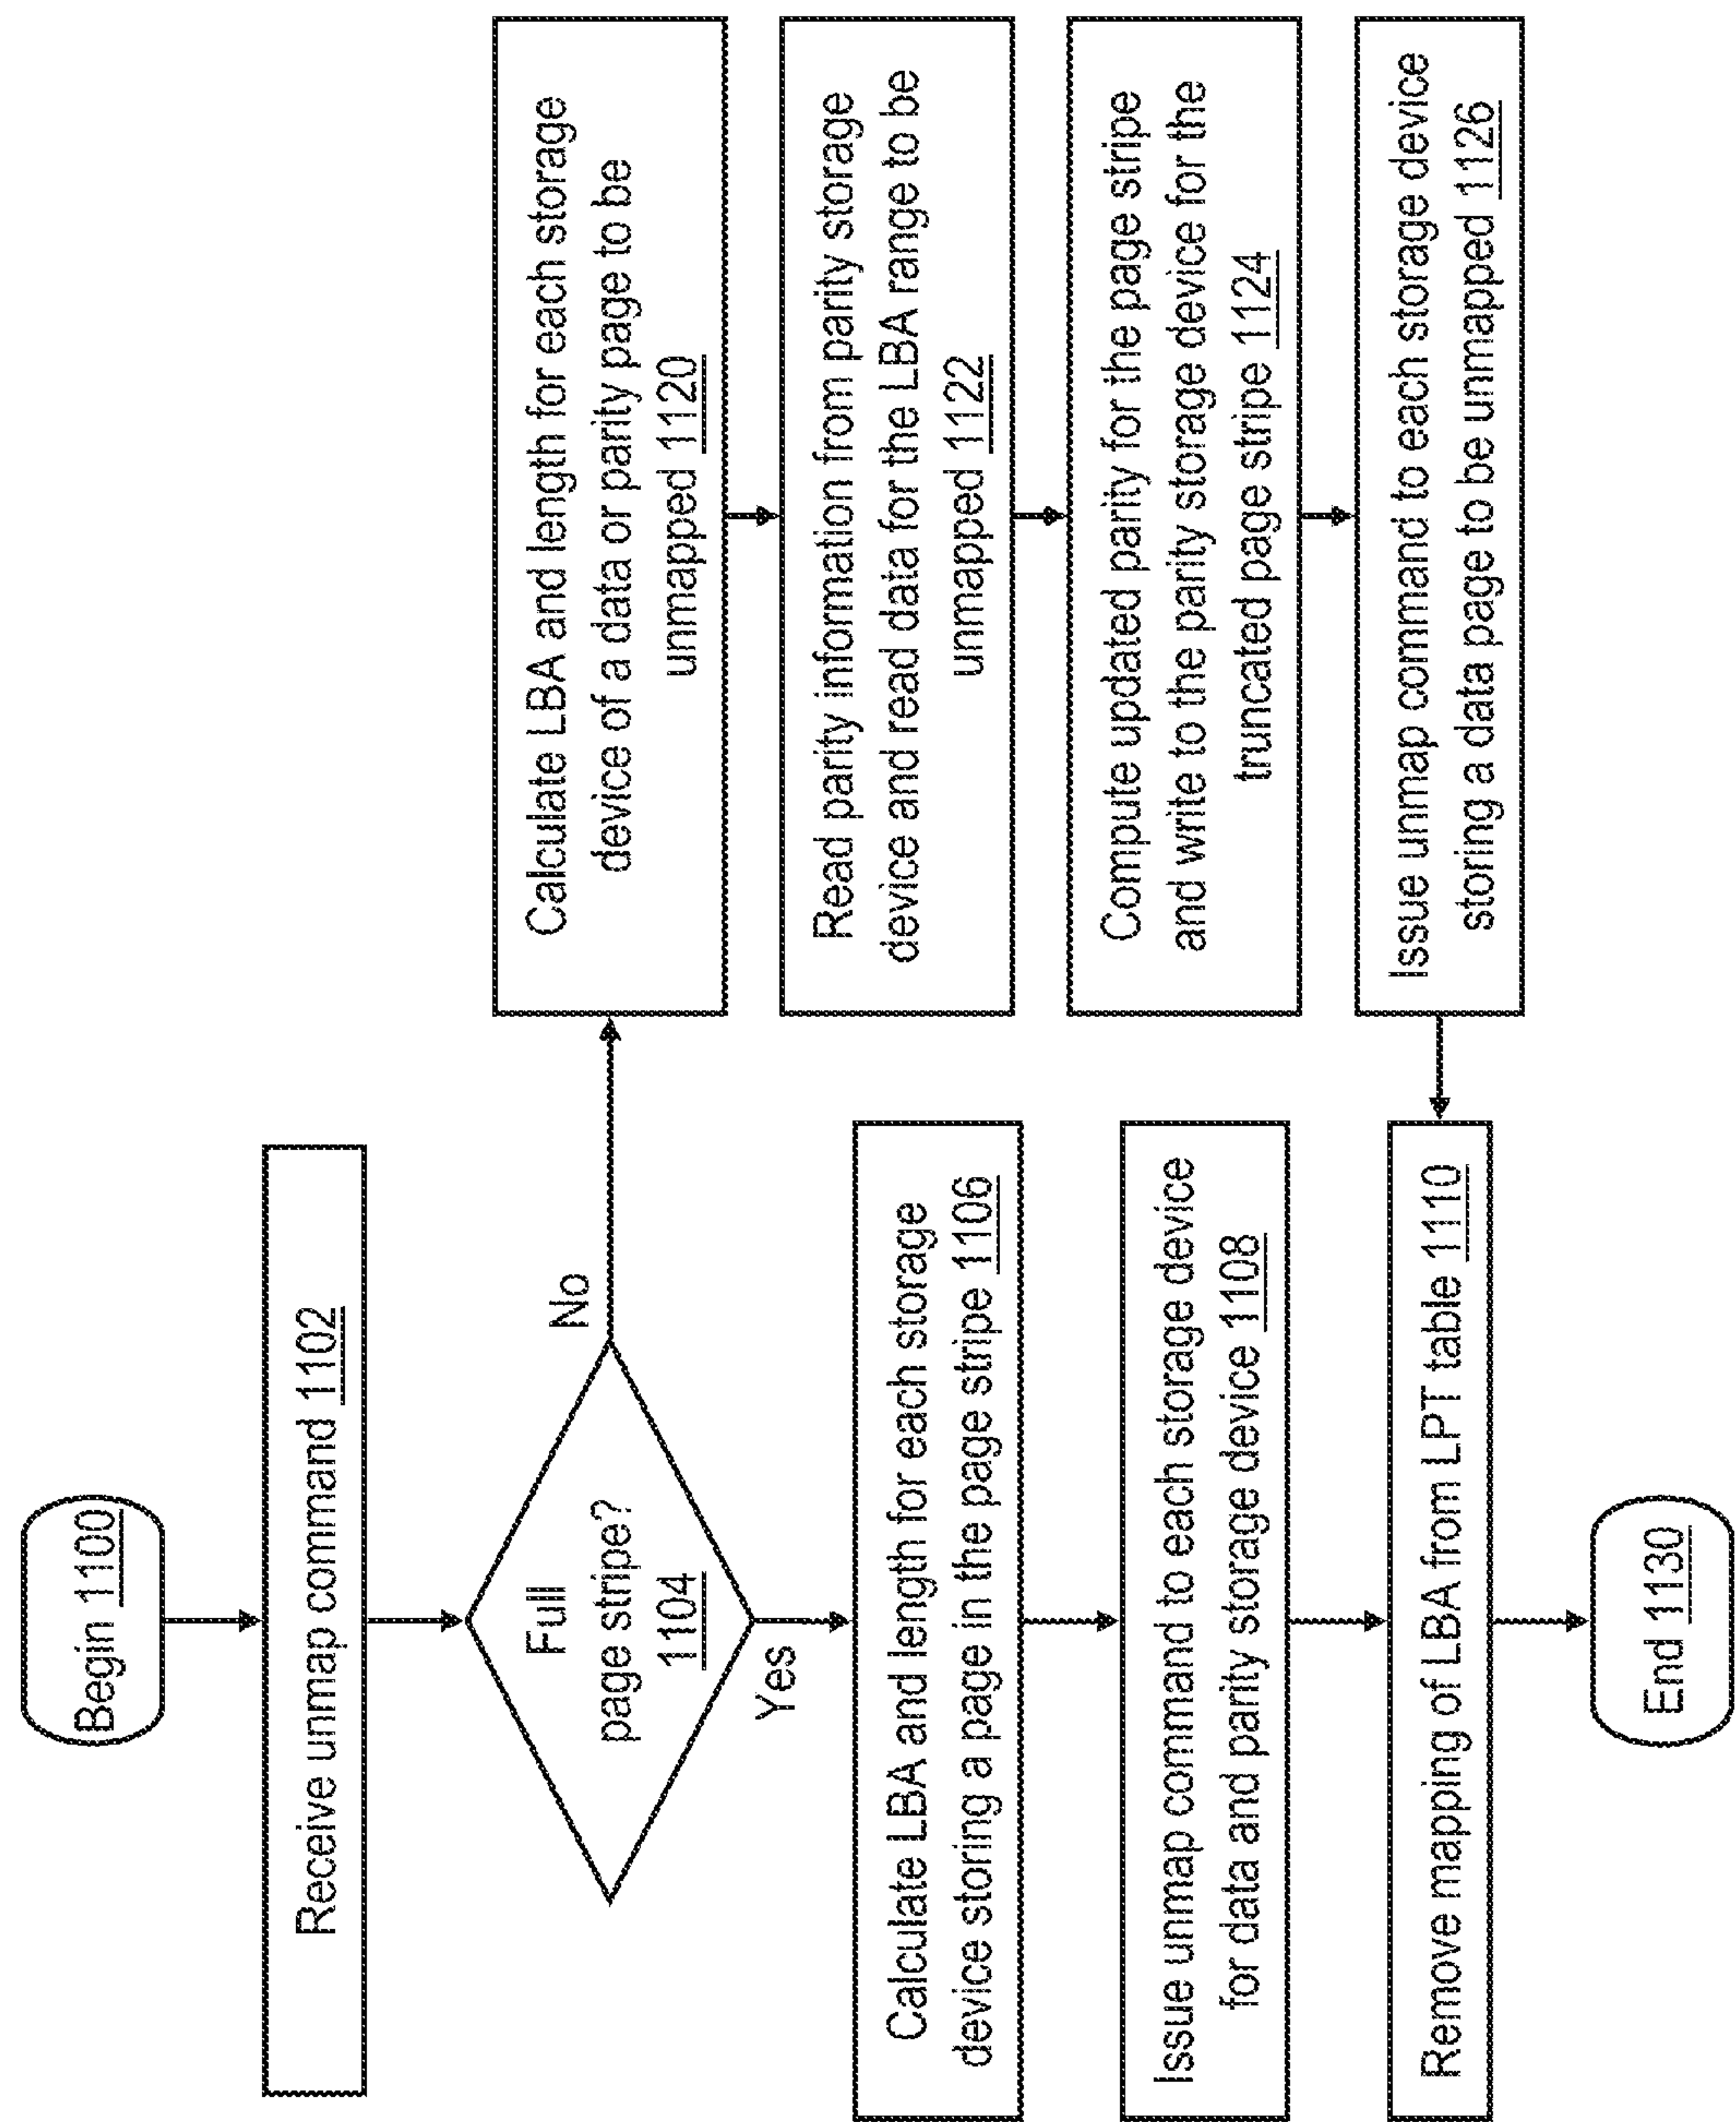 Begin 1100
Receive unmap command 1102
Full
page stripe?
1104
No
Yes
Calculate LBA and length for each storage
device storing a page in the page stripe 1106
Issue unmap command to each storage device
for data and parity storage device 1108
Remove mapping of LBA from LPT table 1110
End 1130
Calculate LBA and length for each storage
device of a data or parity page to be
unmapped 1120
Read parity information from parity storage
device and read data for the LBA range to be
unmapped 1122
Compute updated parity for the page stripe
and write to the parity storage device for the
truncated page stripe 1124
Issue unmap command to each storage device
storing a data page to be unmapped 1126